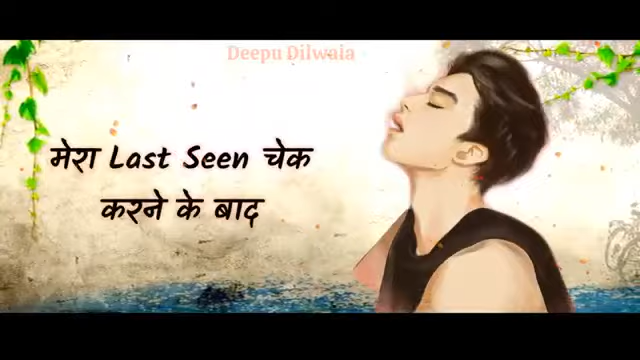 Deepu Dilwala
मेरा Last Seen चेक
करने के बाद